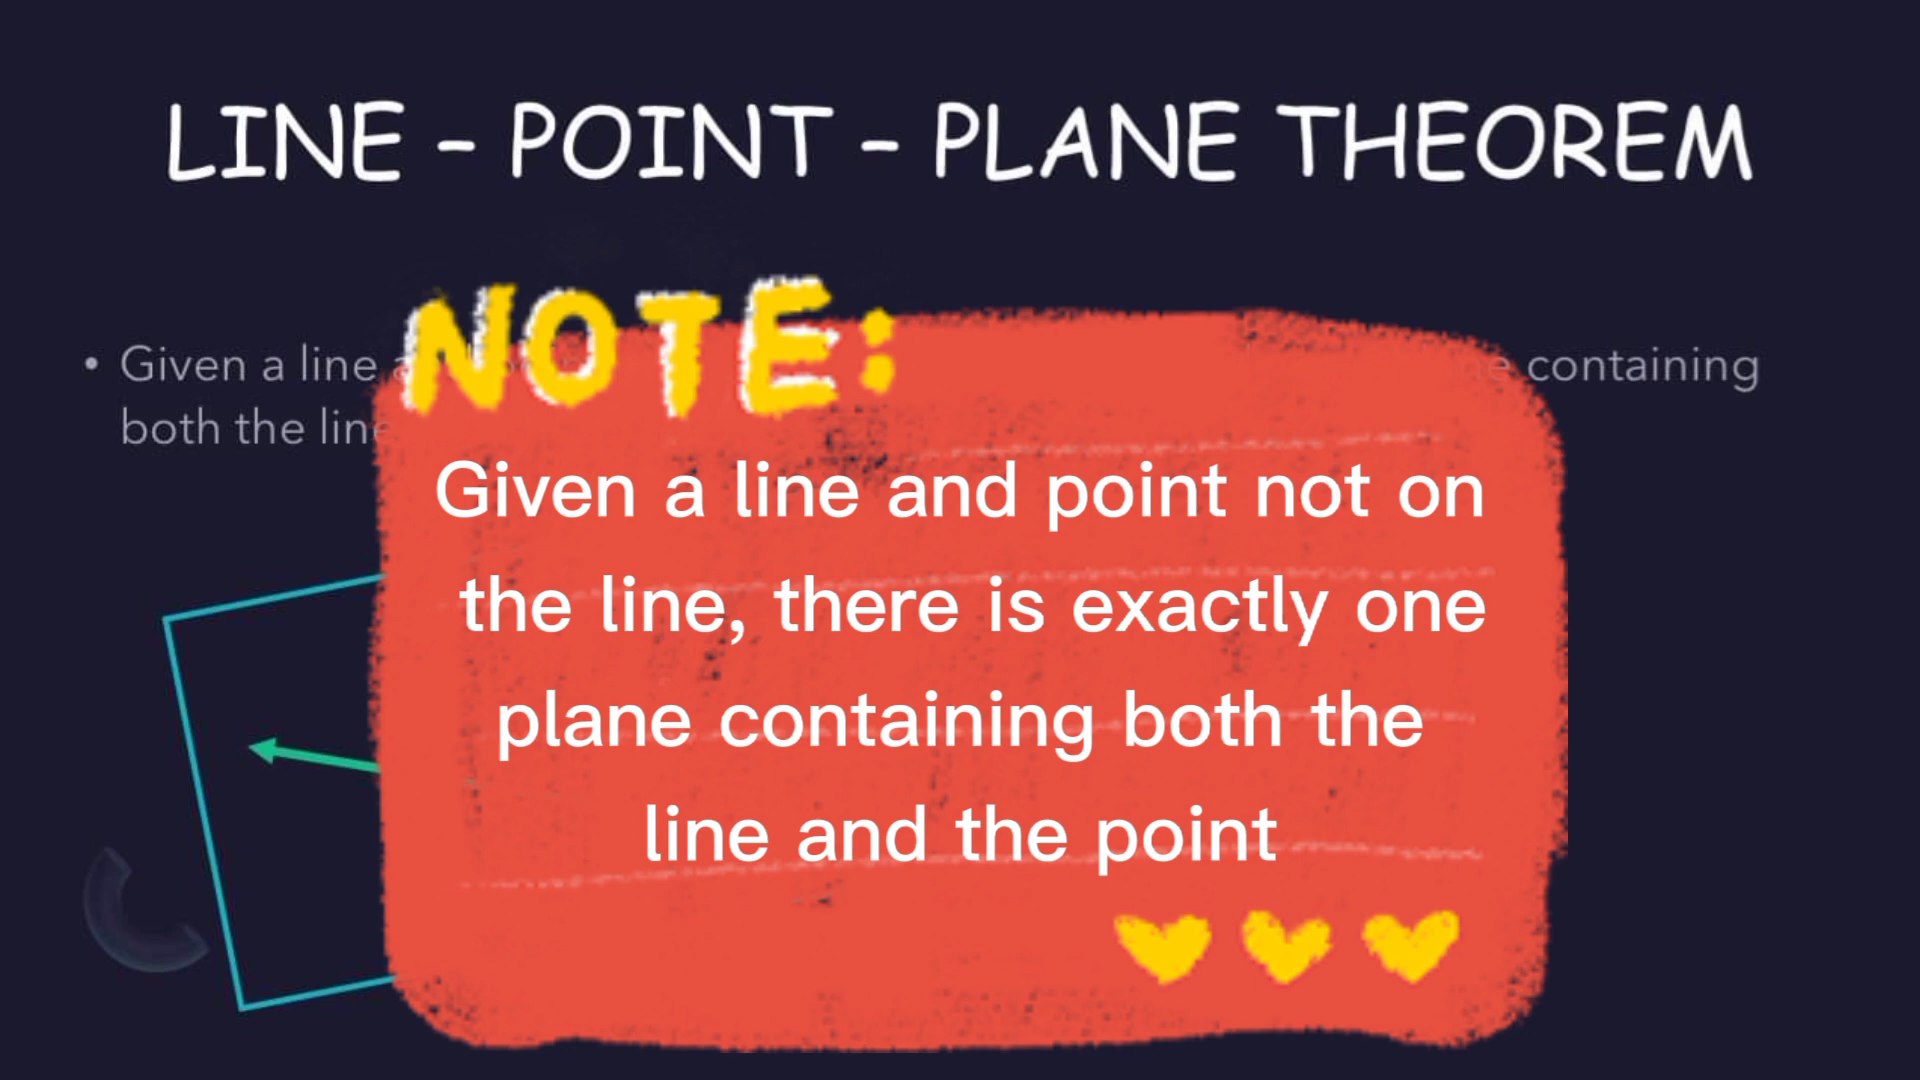 LINE – POINT – PLANE THEOREM
NOTE:
• Given a line containing
both the line
Given a line and point not on
the line, there is exactly one
plane containing both the
line and the point